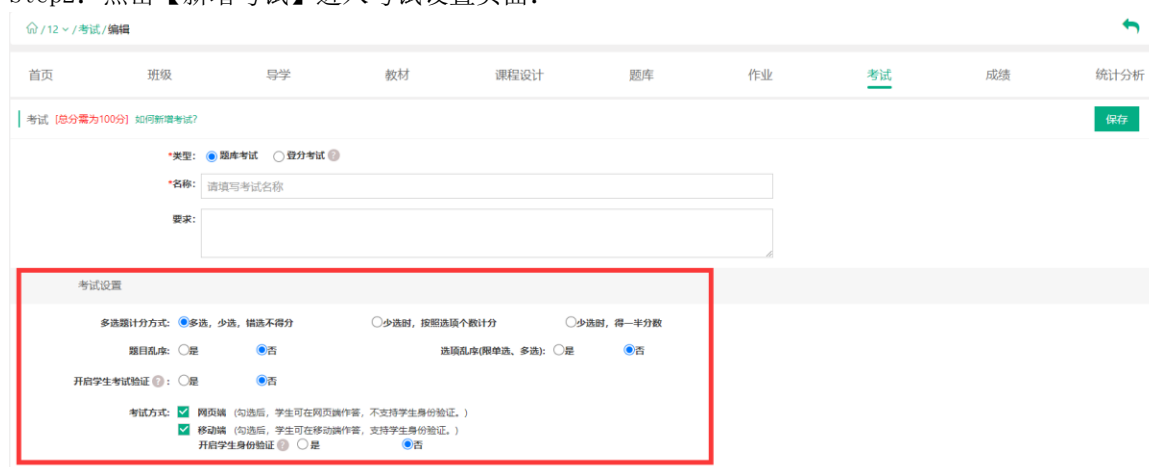 Step2: 点击【新增考试】进入考试设置页面:
/ 12 / 考试 / 编辑
首页 班级 导学 教材 课程设计 题库 作业 考试 成绩 统计分析
考试 [总分需为100分] 如何新增考试? 保存
*类型: 题库考试 登分考试 ?
*名称: 请填写考试名称
要求:
考试设置
多选题计分方式: 多选, 少选, 错选不得分 少选时, 按照选项个数计分 少选时, 得一半分数
题目乱序: 是 否 选项乱序(限单选、多选): 是 否
开启学生考试验证 ? : 是 否
考试方式: 网页端 (勾选后, 学生可在网页端作答, 不支持学生身份验证。)
移动端 (勾选后, 学生可在移动端作答, 支持学生身份验证。)
开启学生身份验证 ? 是 否